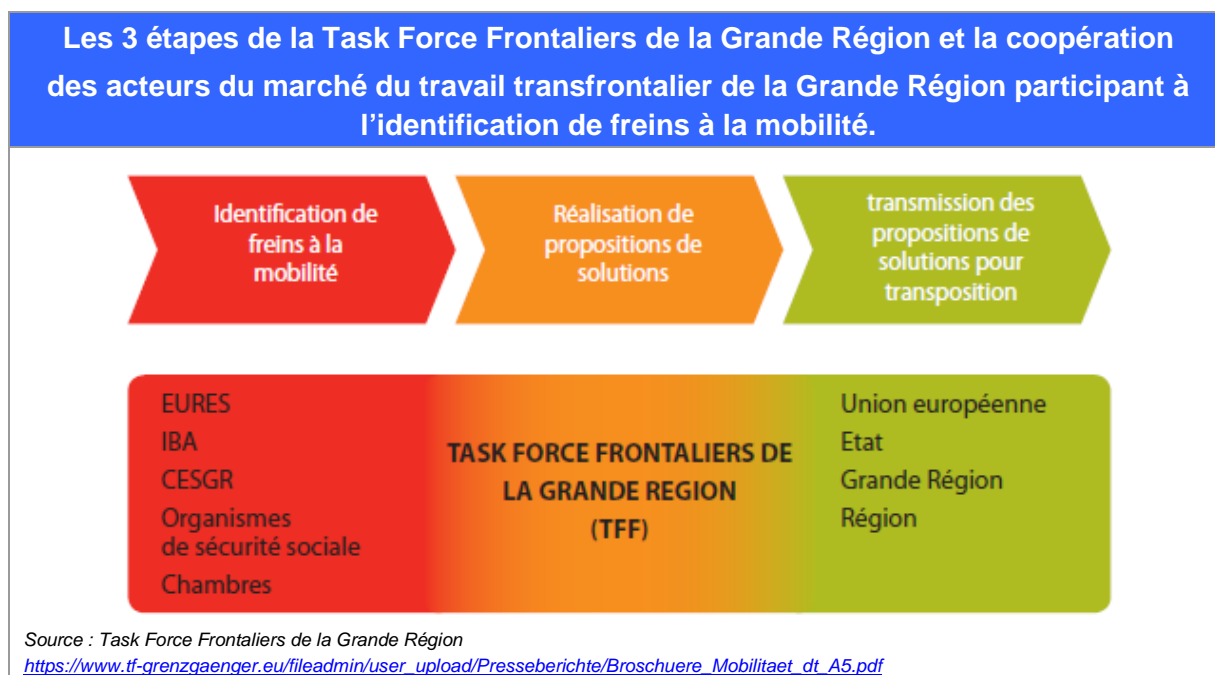 Les 3 étapes de la Task Force Frontaliers de la Grande Région et la coopération
des acteurs du marché du travail transfrontalier de la Grande Région participant à
l’identification de freins à la mobilité.
Identification de
freins à la
mobilité
Réalisation de
propositions de
solutions
transmission des
propositions de
solutions pour
transposition
EURES
IBA
CESGR
Organismes
de sécurité sociale
Chambres
TASK FORCE FRONTALIERS DE
LA GRANDE REGION
(TFF)
Union européenne
Etat
Grande Région
Région
Source : Task Force Frontaliers de la Grande Région
https://www.tf-grenzgaenger.eu/fileadmin/user_upload/Presseberichte/Broschuere_Mobilitaet_dt_A5.pdf